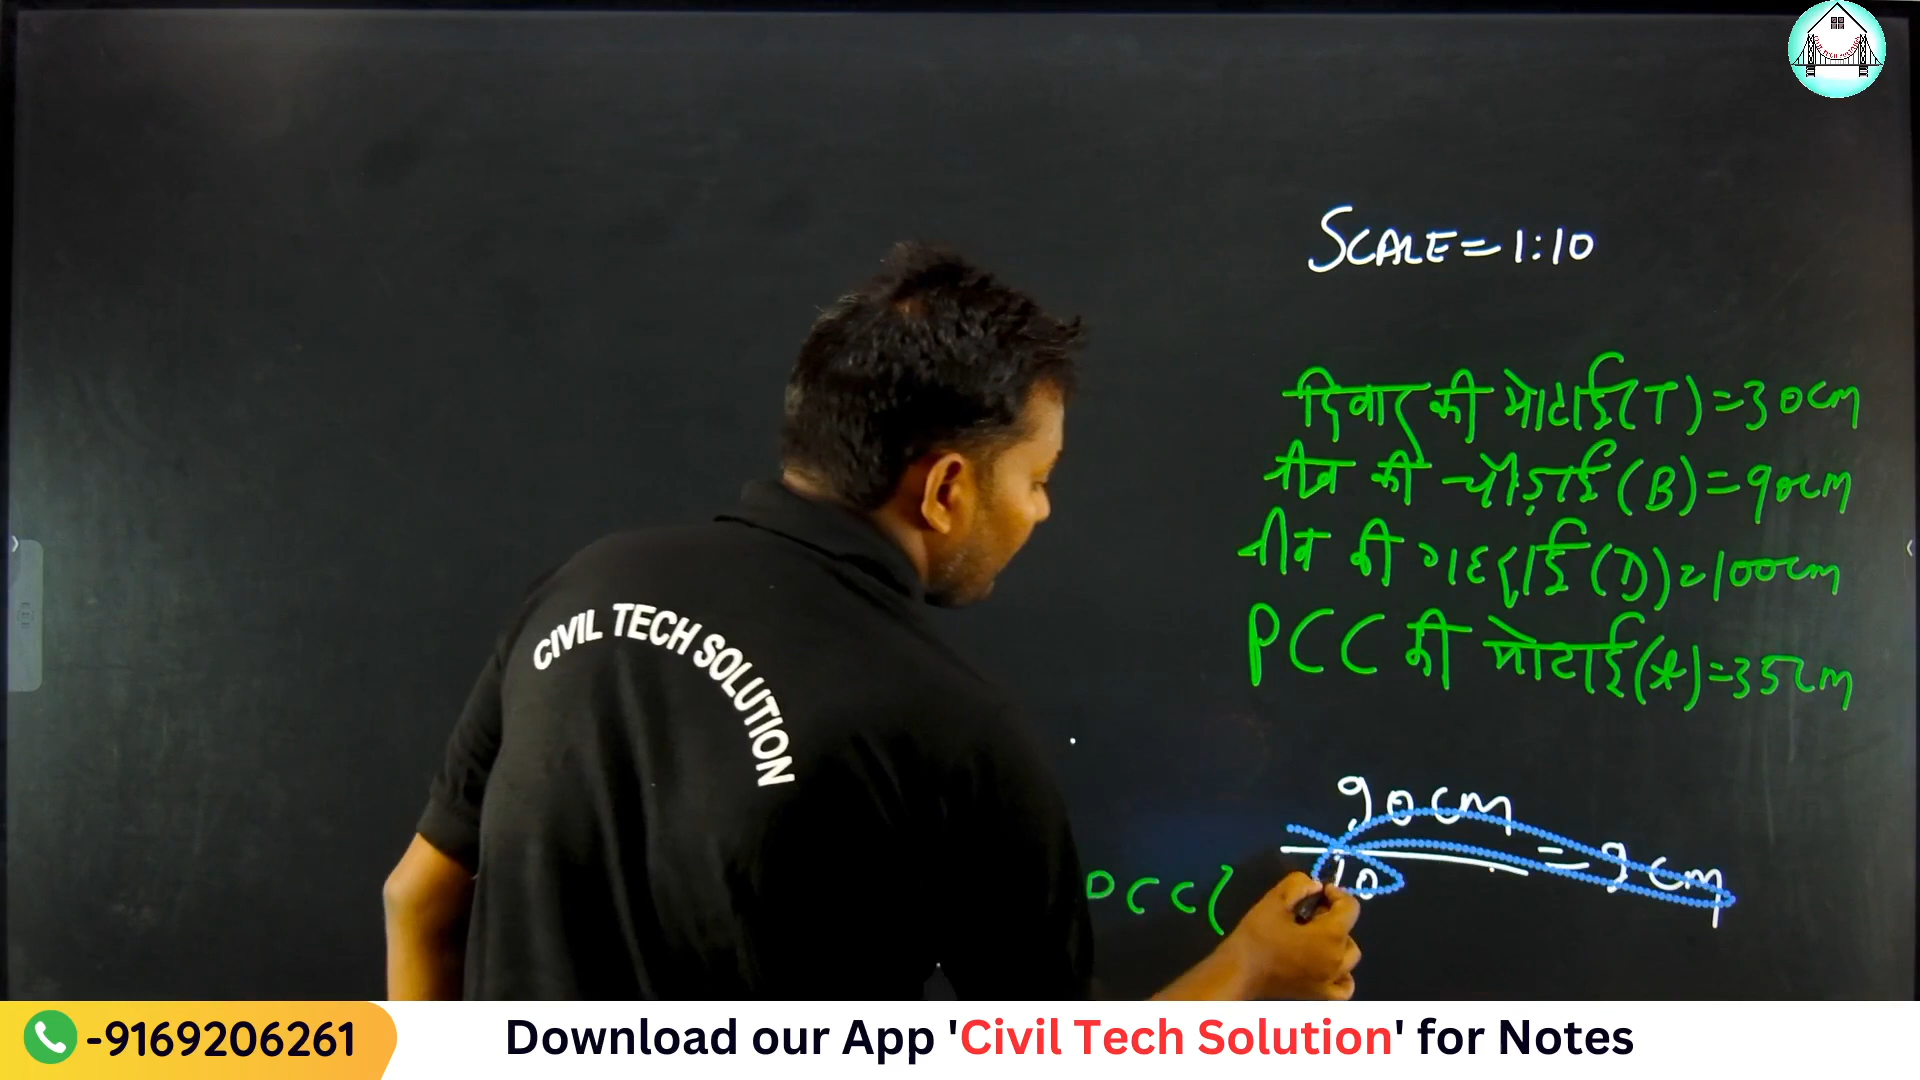 SCALE = 1:10
दिवार की मोटाई (T) = 30cm
नीव की चौड़ाई (B) = 90cm
नीव की गहराई (D) = 100cm
PCC की मोटाई (*) = 35cm
90cm
= 9cm
10
PCC(
CIVIL TECH SOLUTION
-9169206261
Download our App 'Civil Tech Solution' for Notes